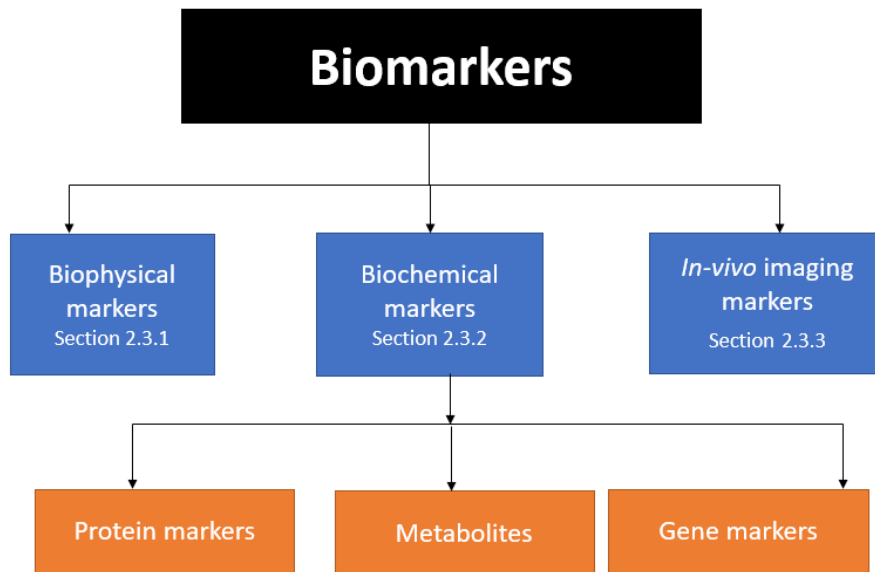 Biomarkers
Biophysical
markers
Section 2.3.1
Biochemical
markers
Section 2.3.2
In-vivo imaging
markers
Section 2.3.3
Protein markers
Metabolites
Gene markers